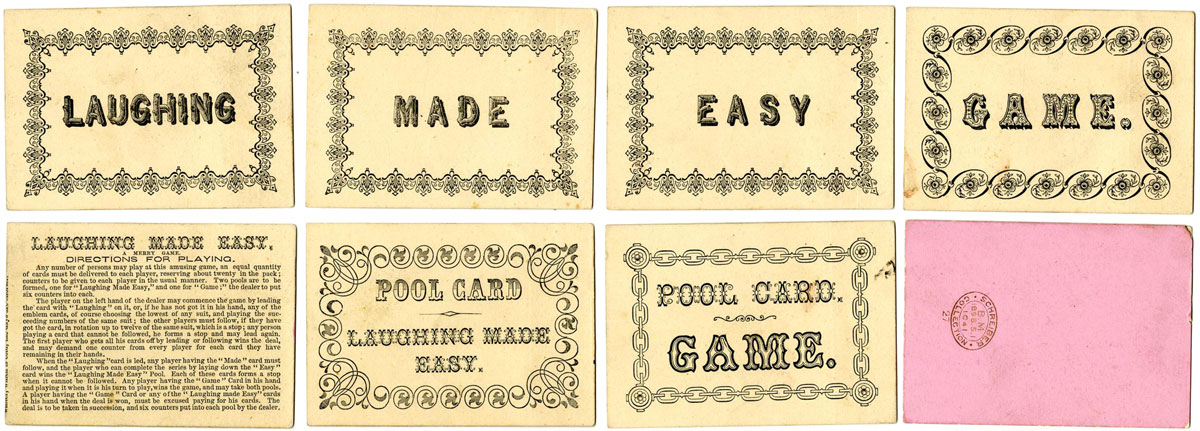 LAUGHING
MADE
EASY
GAME.
LAUGHING MADE EASY.
A MERRY GAME.
DIRECTIONS FOR PLAYING.
Any number of persons may play at this amusing game, an equal quantity
of cards must be delivered to each player, reserving about twenty in the pack;
counters to be given to each player in the usual manner. Two pools are to be
formed, one for "Laughing Made Easy," and one for "Game;" the dealer to put
six counters into each.
The player on the left hand of the dealer may commence the game by leading
the card with "Laughing" on it, or, if he has not got it in his hand, any of the
emblem cards, of course choosing the lowest of any suit, and playing the suc-
ceeding numbers of the same suit; the other players must follow, if they have
got the card, in rotation up to twelve of the same suit, which is a stop; any person
playing a card that cannot be followed, he forms a stop and may lead again.
The first player who gets all his cards off by leading or following wins the deal,
and may demand one counter from every player for each card they have
remaining in their hands.
When the "Laughing "card is led, any player having the "Made" card must
follow, and the player who can complete the series by laying down the "Easy"
card wins the "Laughing Made Easy" Pool. Each of these cards forms a stop
when it cannot be followed. Any player having the "Game" Card in his hand
and playing it when it is his turn to play, wins the game, and may take both pools.
A player having the "Game" Card or any of the "Laughing made Easy" cards
in his hand when the deal is won, must be excused paying for his cards. The
deal is to be taken in succession, and six counters put into each pool by the dealer.
POOL CARD
LAUGHING MADE
EASY.
POOL CARD.
GAME.
SCHREIBER
COLLECTION
B.M.